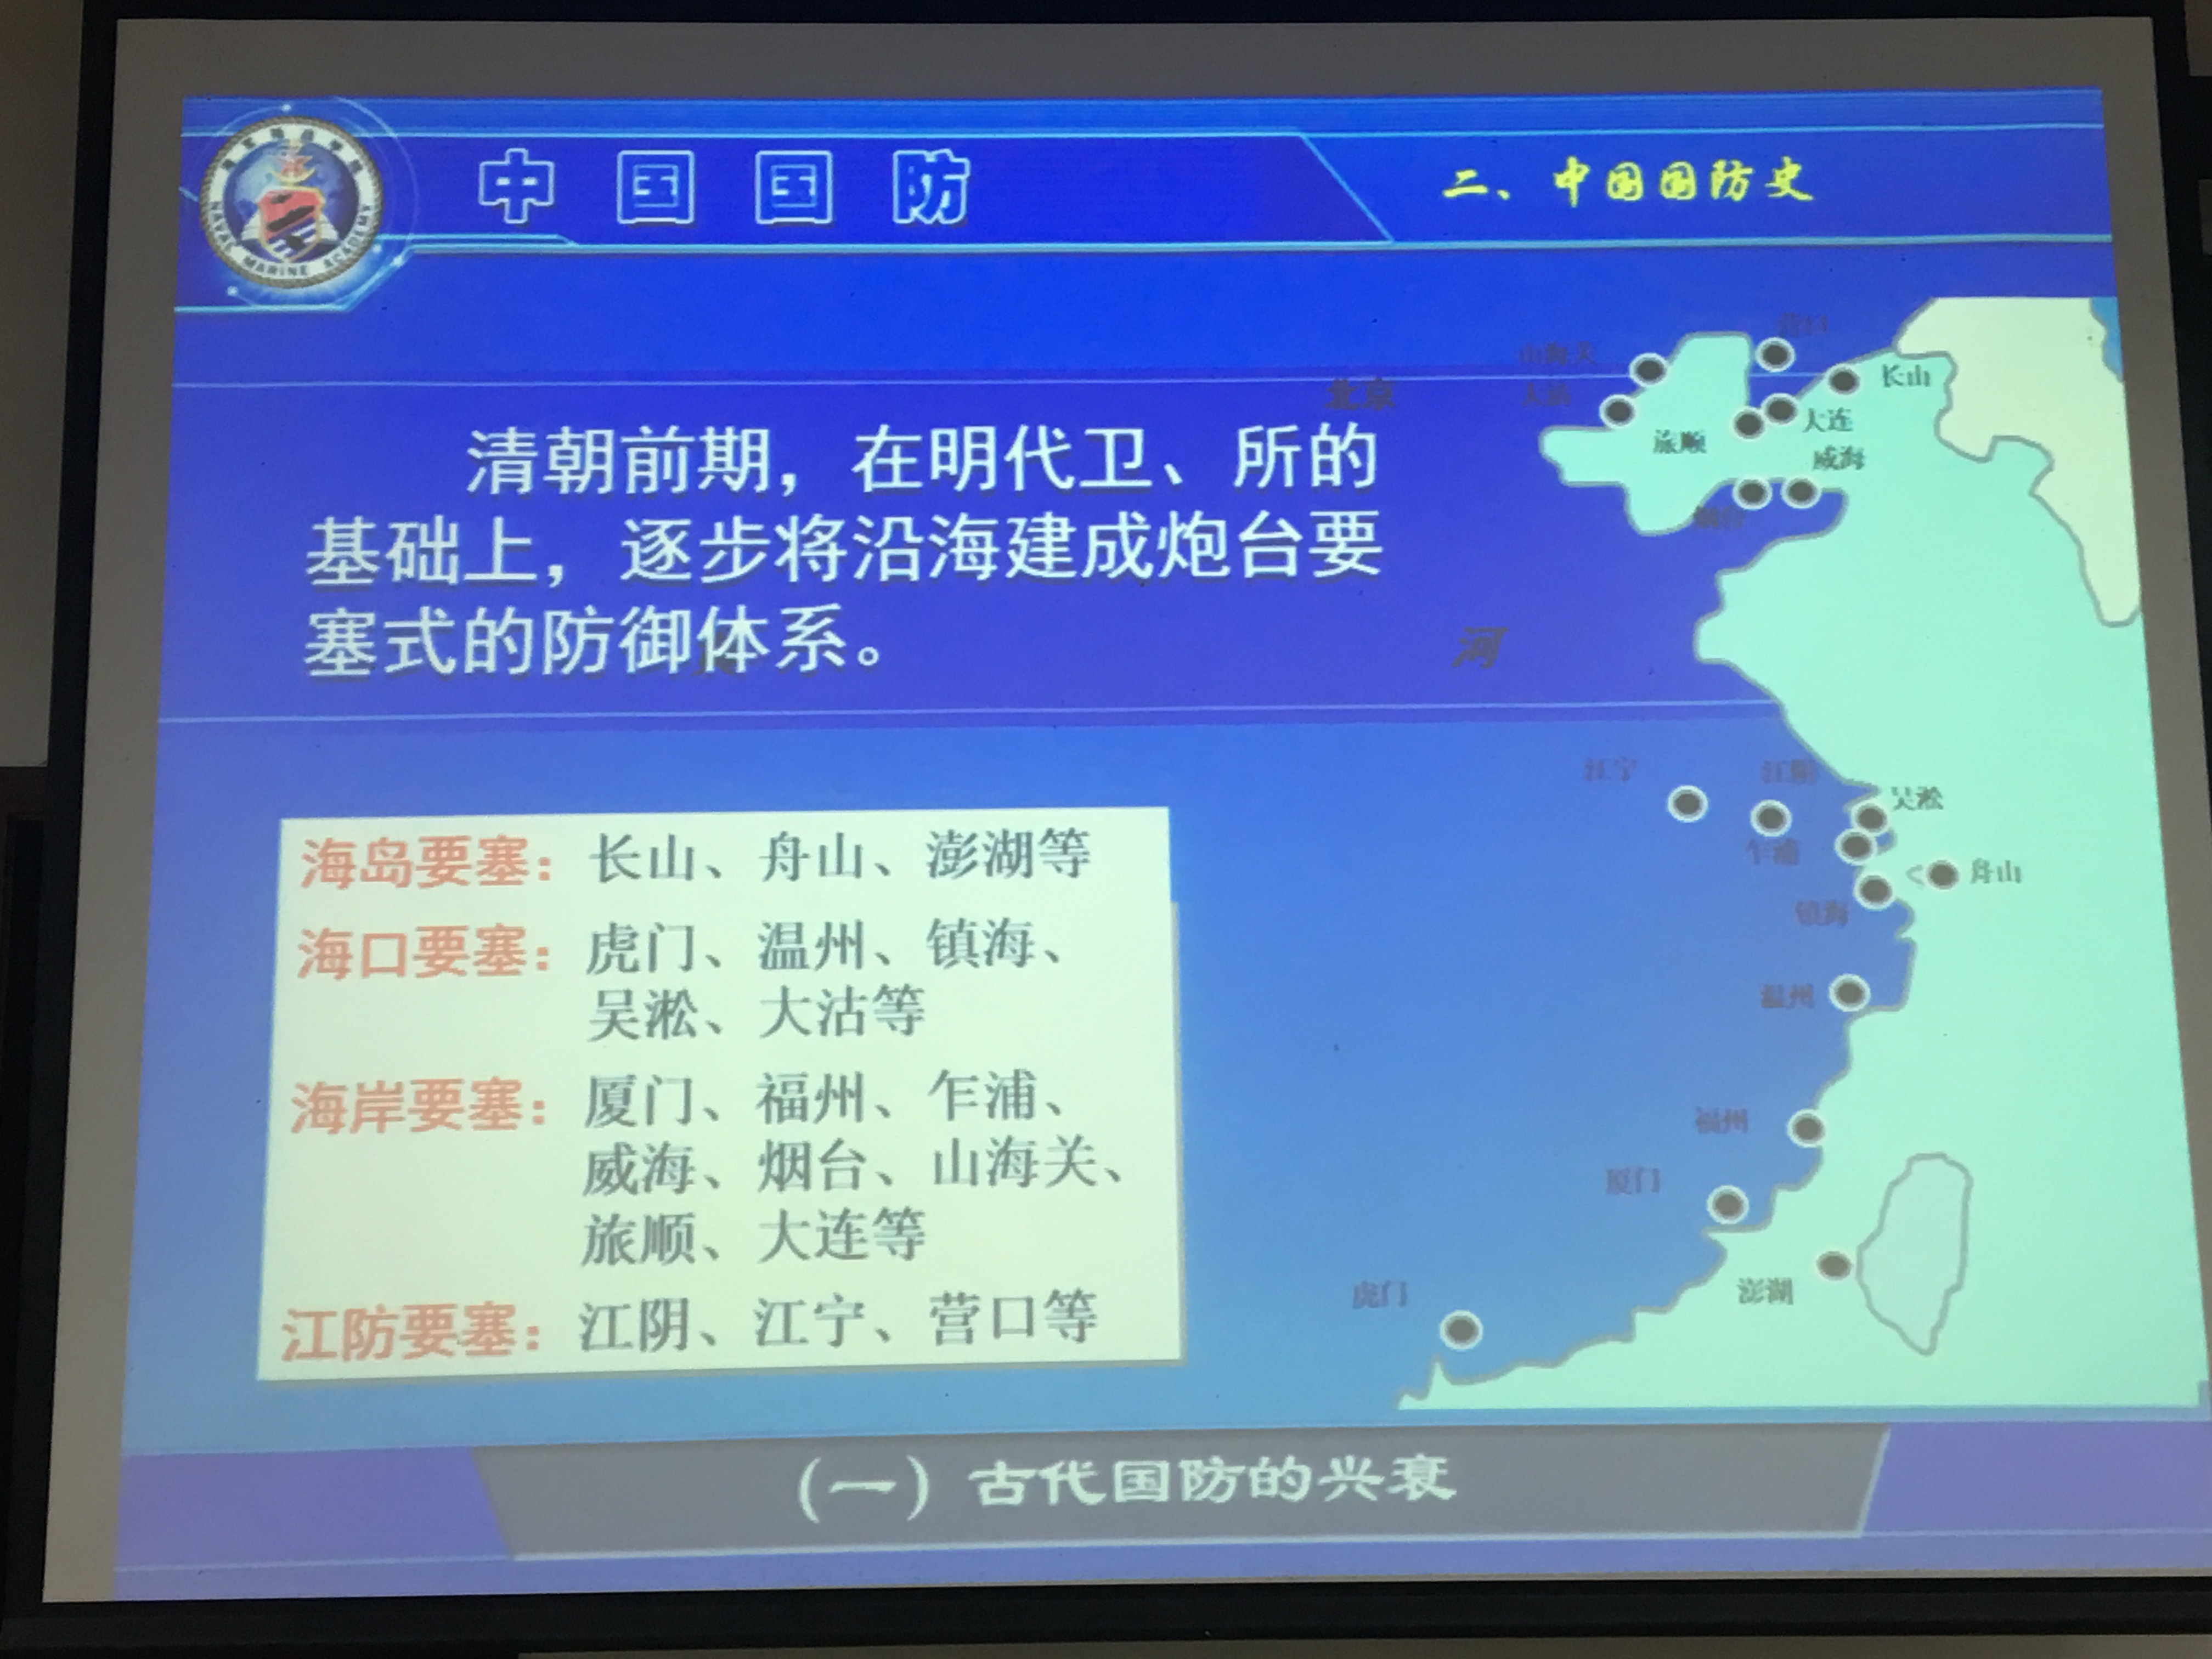 中国国防
二、中国国防史
NAVAL MARINE ACADEMY
清朝前期，在明代卫、所的
基础上，逐步将沿海建成炮台要
塞式的防御体系。
海岛要塞：长山、舟山、澎湖等
海口要塞：虎门、温州、镇海、
吴淞、大沽等
海岸要塞：厦门、福州、乍浦、
威海、烟台、山海关、
旅顺、大连等
江防要塞：江阴、江宁、营口等
营口
山海关
北京
大沽
长山
大连
旅顺
威海
烟台
河
江宁
江阴
吴淞
乍浦
舟山
镇海
温州
福州
厦门
澎湖
虎门
（一）古代国防的兴衰